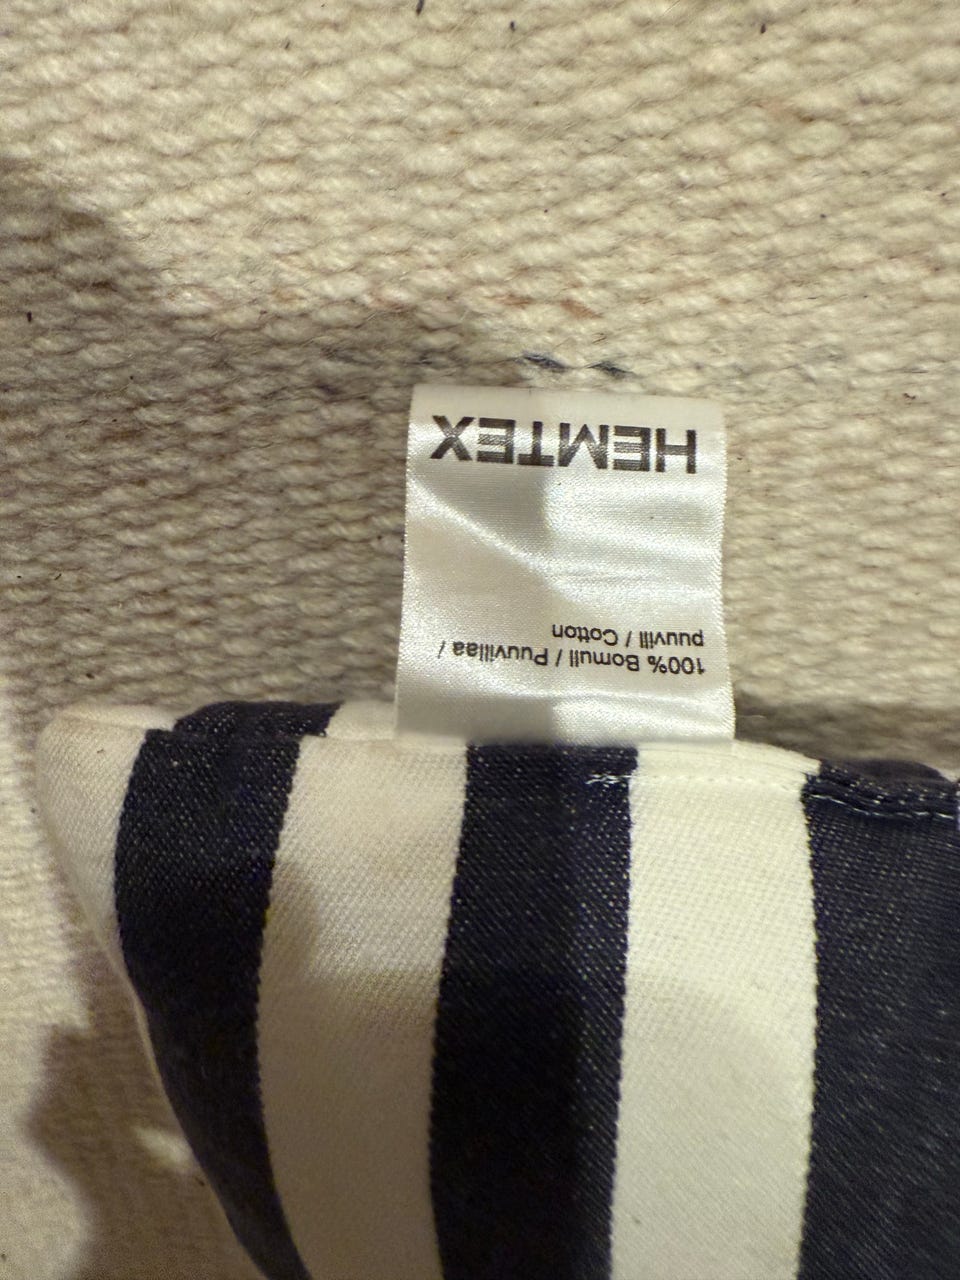 HEMTEX
100% Bomull / Puuvillaa /
puuvill / Cotton